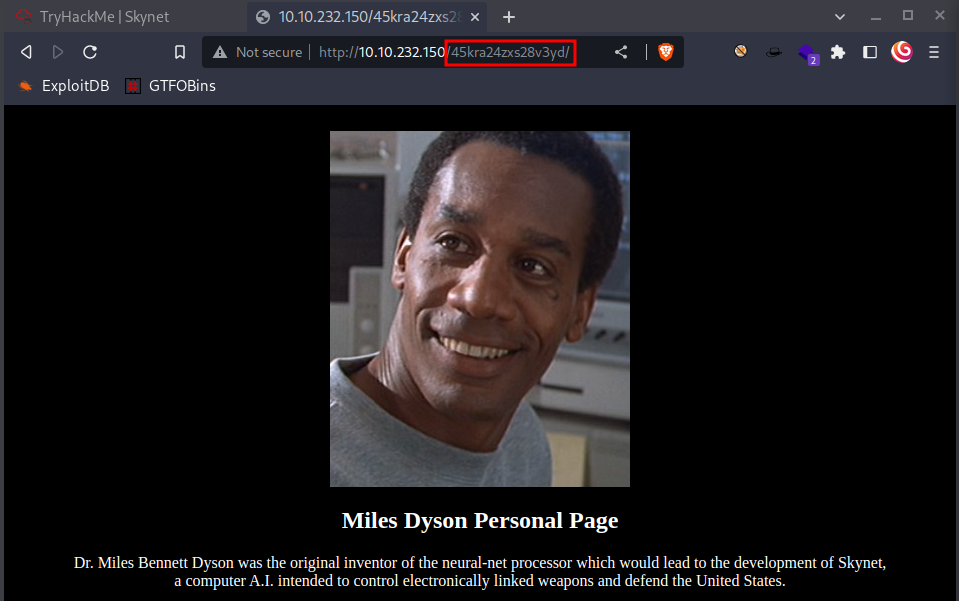 TryHackMe | Skynet
10.10.232.150/45kra24zxs28
Not secure
http://10.10.232.150/45kra24zxs28v3yd/
2
ExploitDB
GTFOBins
Miles Dyson Personal Page
Dr. Miles Bennett Dyson was the original inventor of the neural-net processor which would lead to the development of Skynet,
a computer A.I. intended to control electronically linked weapons and defend the United States.